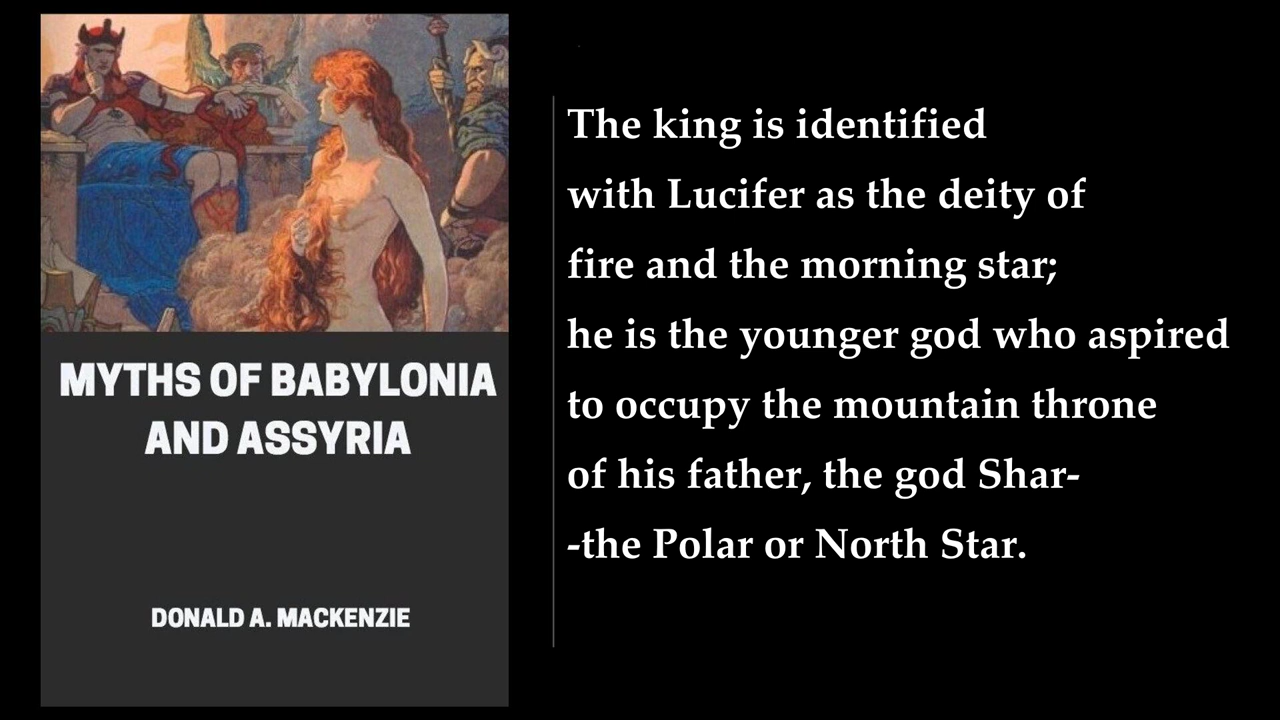 MYTHS OF BABYLONIA
AND ASSYRIA
DONALD A. MACKENZIE
The king is identified
with Lucifer as the deity of
fire and the morning star;
he is the younger god who aspired
to occupy the mountain throne
of his father, the god Shar-
-the Polar or North Star.